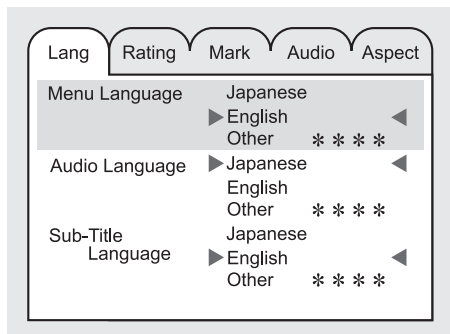 Lang Rating Mark Audio Aspect
Menu Language Japanese
▶English ◀
Other ****
Audio Language ▶Japanese ◀
English
Other ****
Sub-Title Japanese
Language ▶English ◀
Other ****